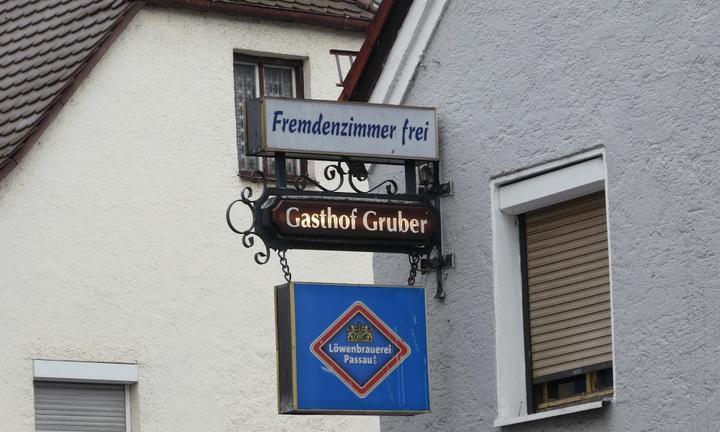 Fremdenzimmer frei
Gasthof Gruber
Löwenbrauerei
Passau